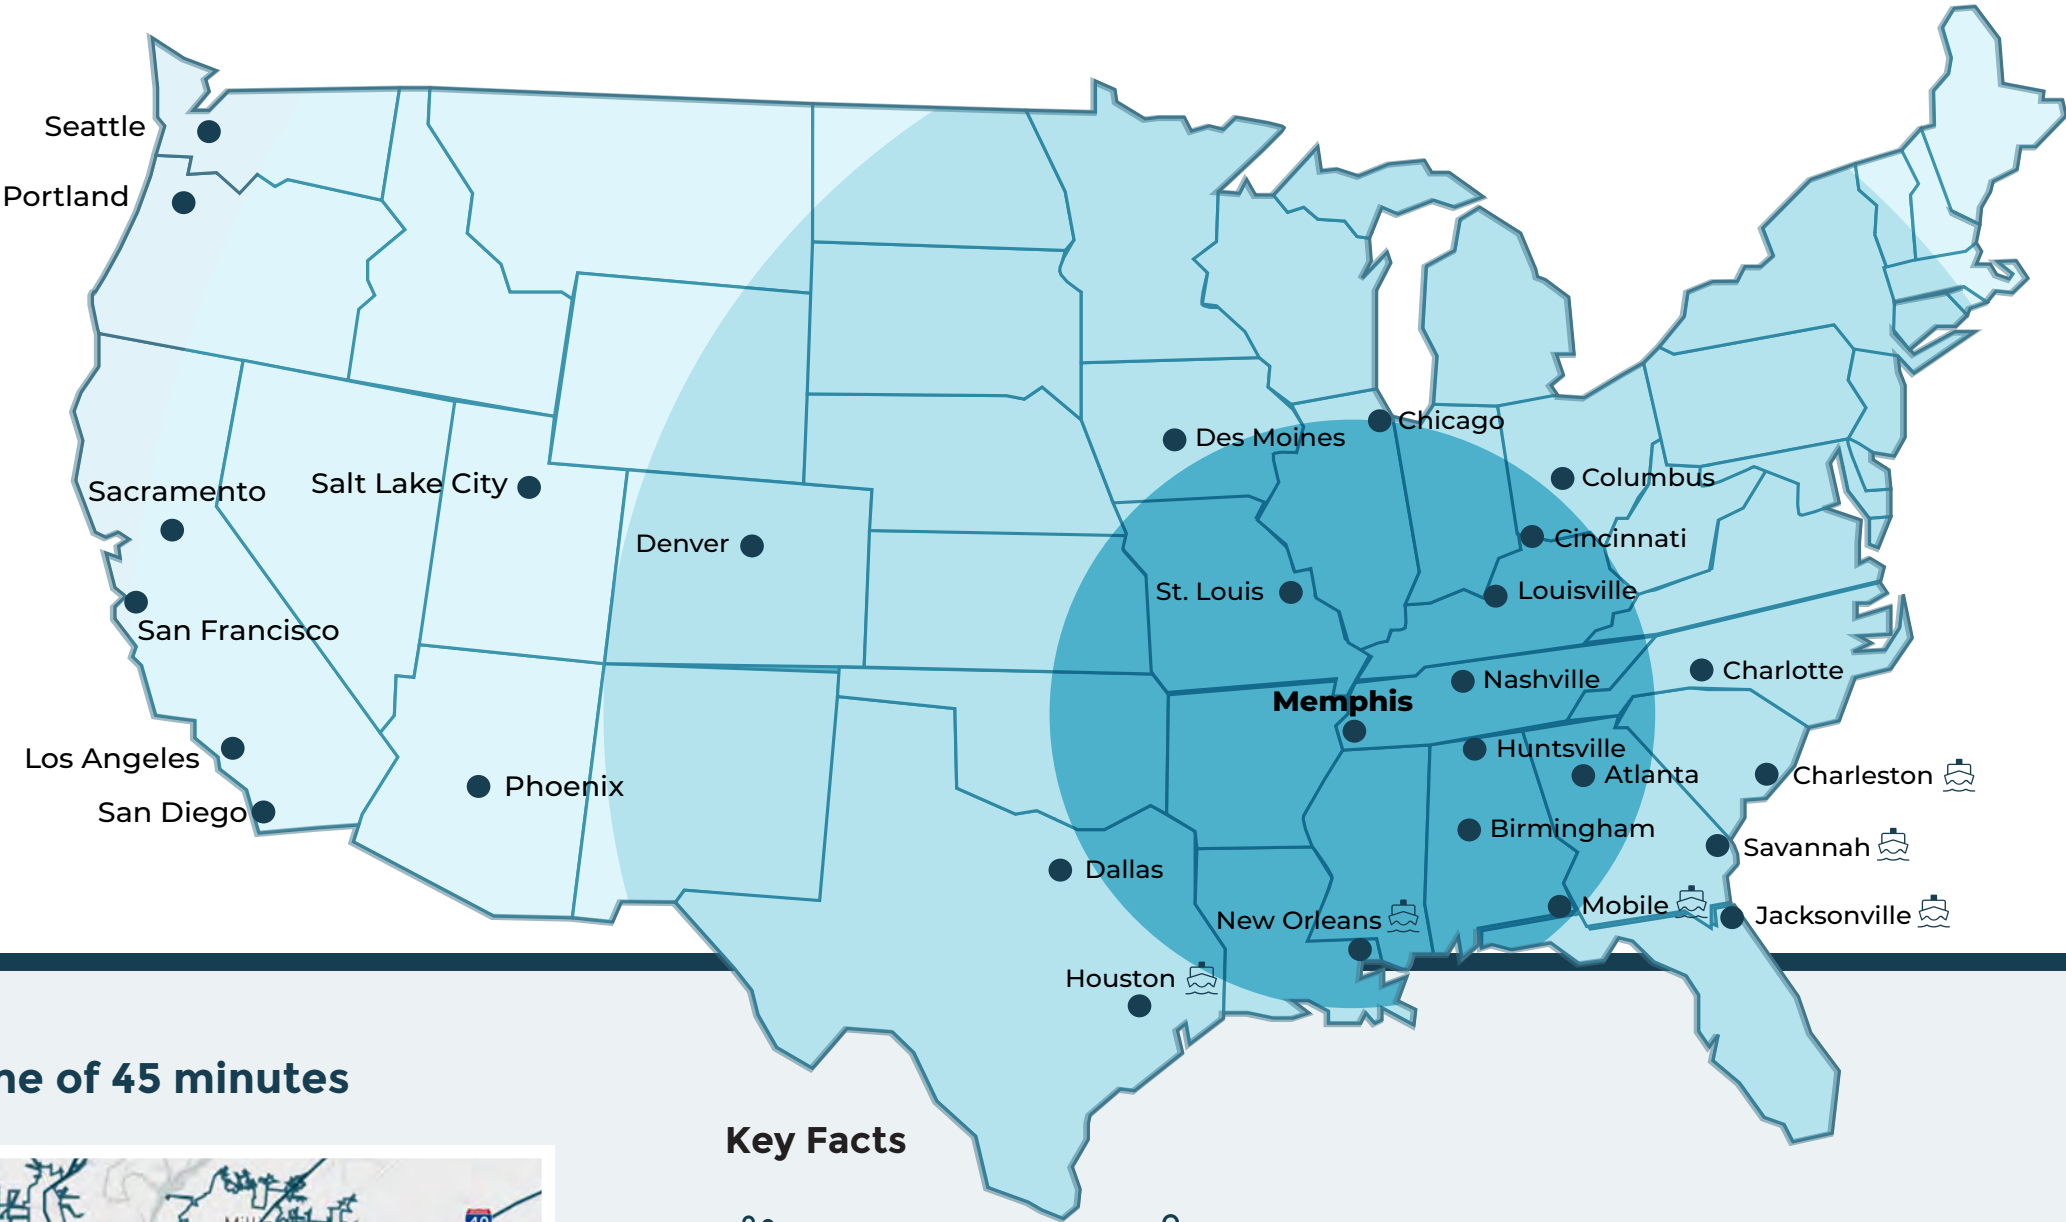 Seattle
Portland
Chicago
Des Moines
Columbus
Sacramento
Salt Lake City
Denver
Cincinnati
St. Louis
Louisville
San Francisco
Charlotte
Nashville
Memphis
Huntsville
Los Angeles
Atlanta
Charleston
Phoenix
San Diego
Birmingham
Savannah
Dallas
Mobile
Jacksonville
New Orleans
Houston
ne of 45 minutes
Key Facts
40